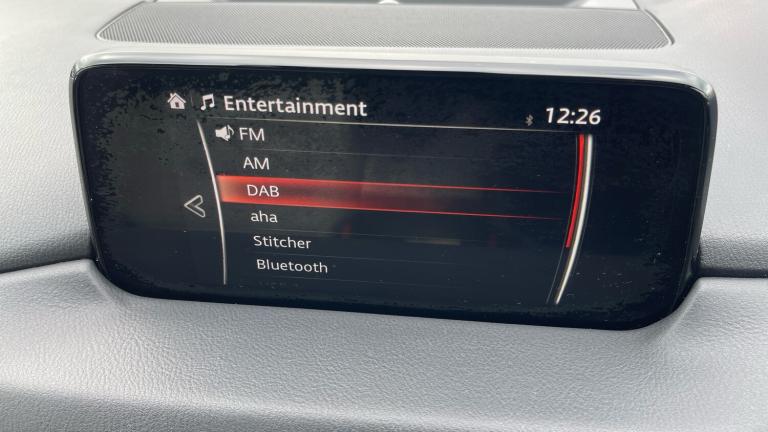 Entertainment 12:26
FM
AM
DAB
aha
Stitcher
Bluetooth